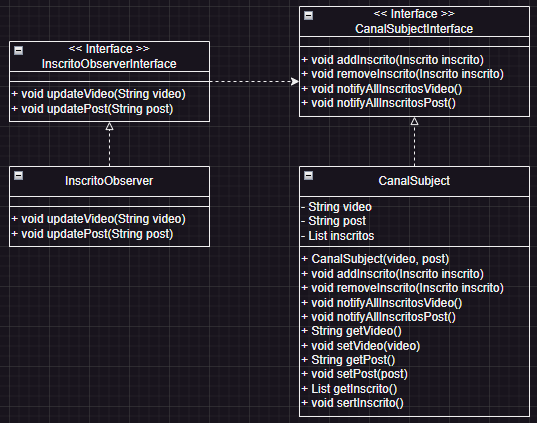 << Interface >>
InscritoObserverInterface
+ void updateVideo(String video)
+ void updatePost(String post)
<< Interface >>
CanalSubjectInterface
+ void addInscrito(Inscrito inscrito)
+ void removeInscrito(Inscrito inscrito)
+ void notifyAllInscritosVideo()
+ void notifyAllInscritosPost()
InscritoObserver
+ void updateVideo(String video)
+ void updatePost(String post)
CanalSubject
- String video
- String post
- List inscritos
+ CanalSubject(video, post)
+ void addInscrito(Inscrito inscrito)
+ void removeInscrito(Inscrito inscrito)
+ void notifyAllInscritosVideo()
+ void notifyAllInscritosPost()
+ String getVideo()
+ void setVideo(video)
+ String getPost()
+ void setPost(post)
+ List getInscrito()
+ void sertInscrito()